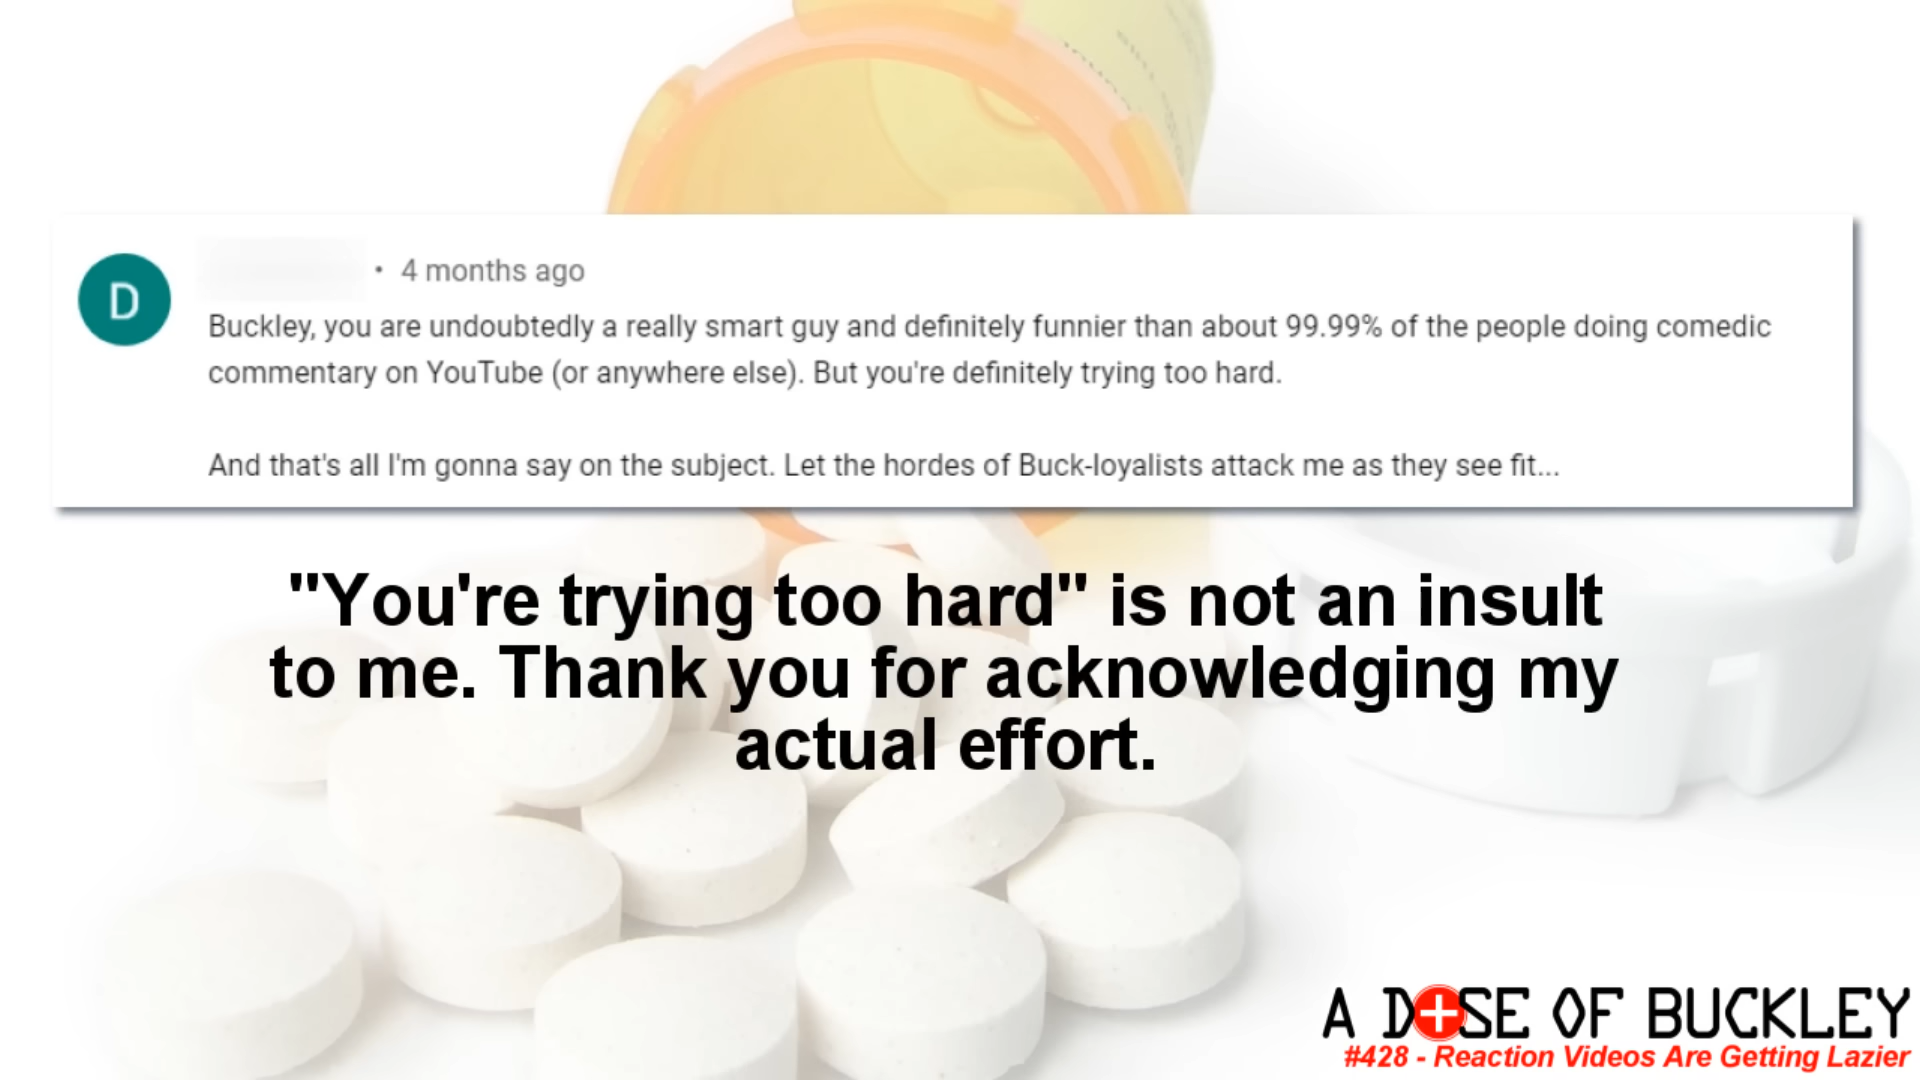 D
• 4 months ago
Buckley, you are undoubtedly a really smart guy and definitely funnier than about 99.99% of the people doing comedic
commentary on YouTube (or anywhere else). But you're definitely trying too hard.
And that's all I'm gonna say on the subject. Let the hordes of Buck-loyalists attack me as they see fit...
"You're trying too hard" is not an insult
to me. Thank you for acknowledging my
actual effort.
A DOSE OF BUCKLEY
#428 - Reaction Videos Are Getting Lazier